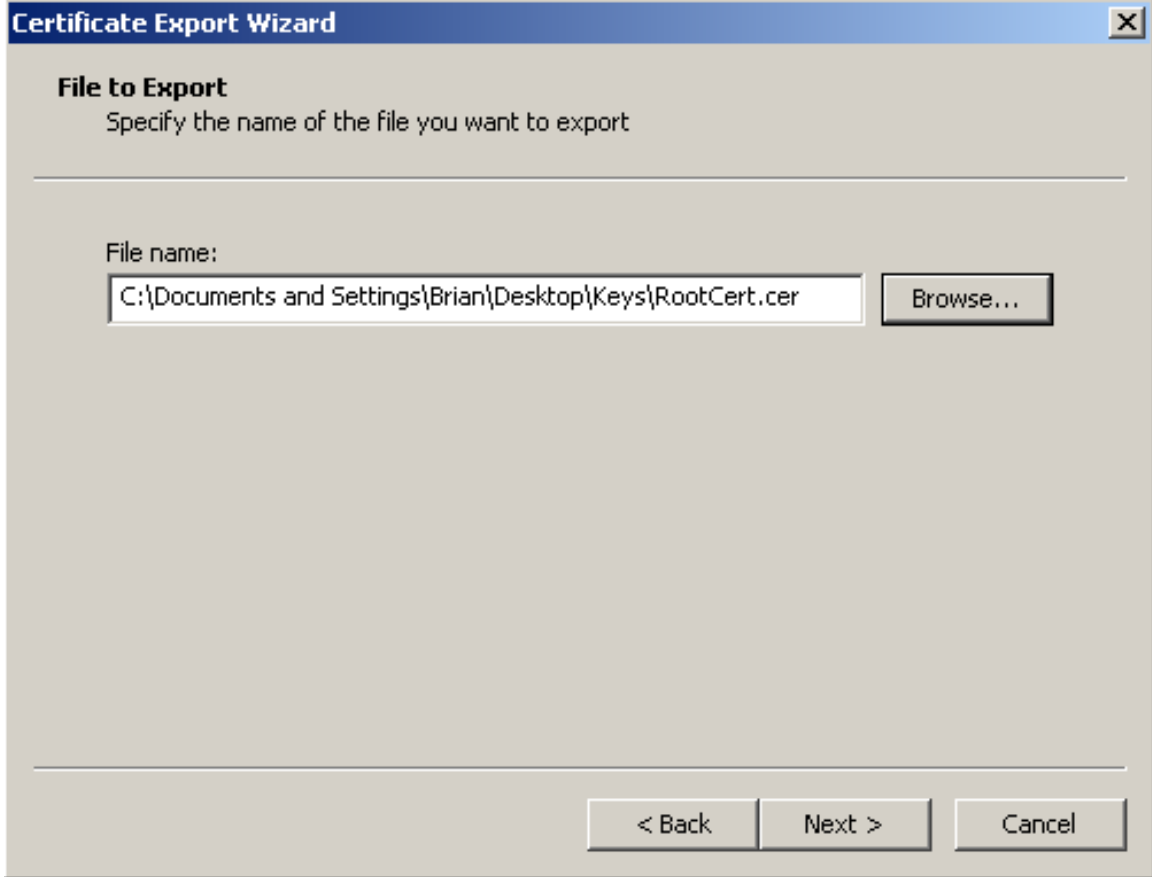 Certificate Export Wizard
File to Export
Specify the name of the file you want to export
File name:
C:\Documents and Settings\Brian\Desktop\Keys\RootCert.cer
Browse...
< Back
Next >
Cancel